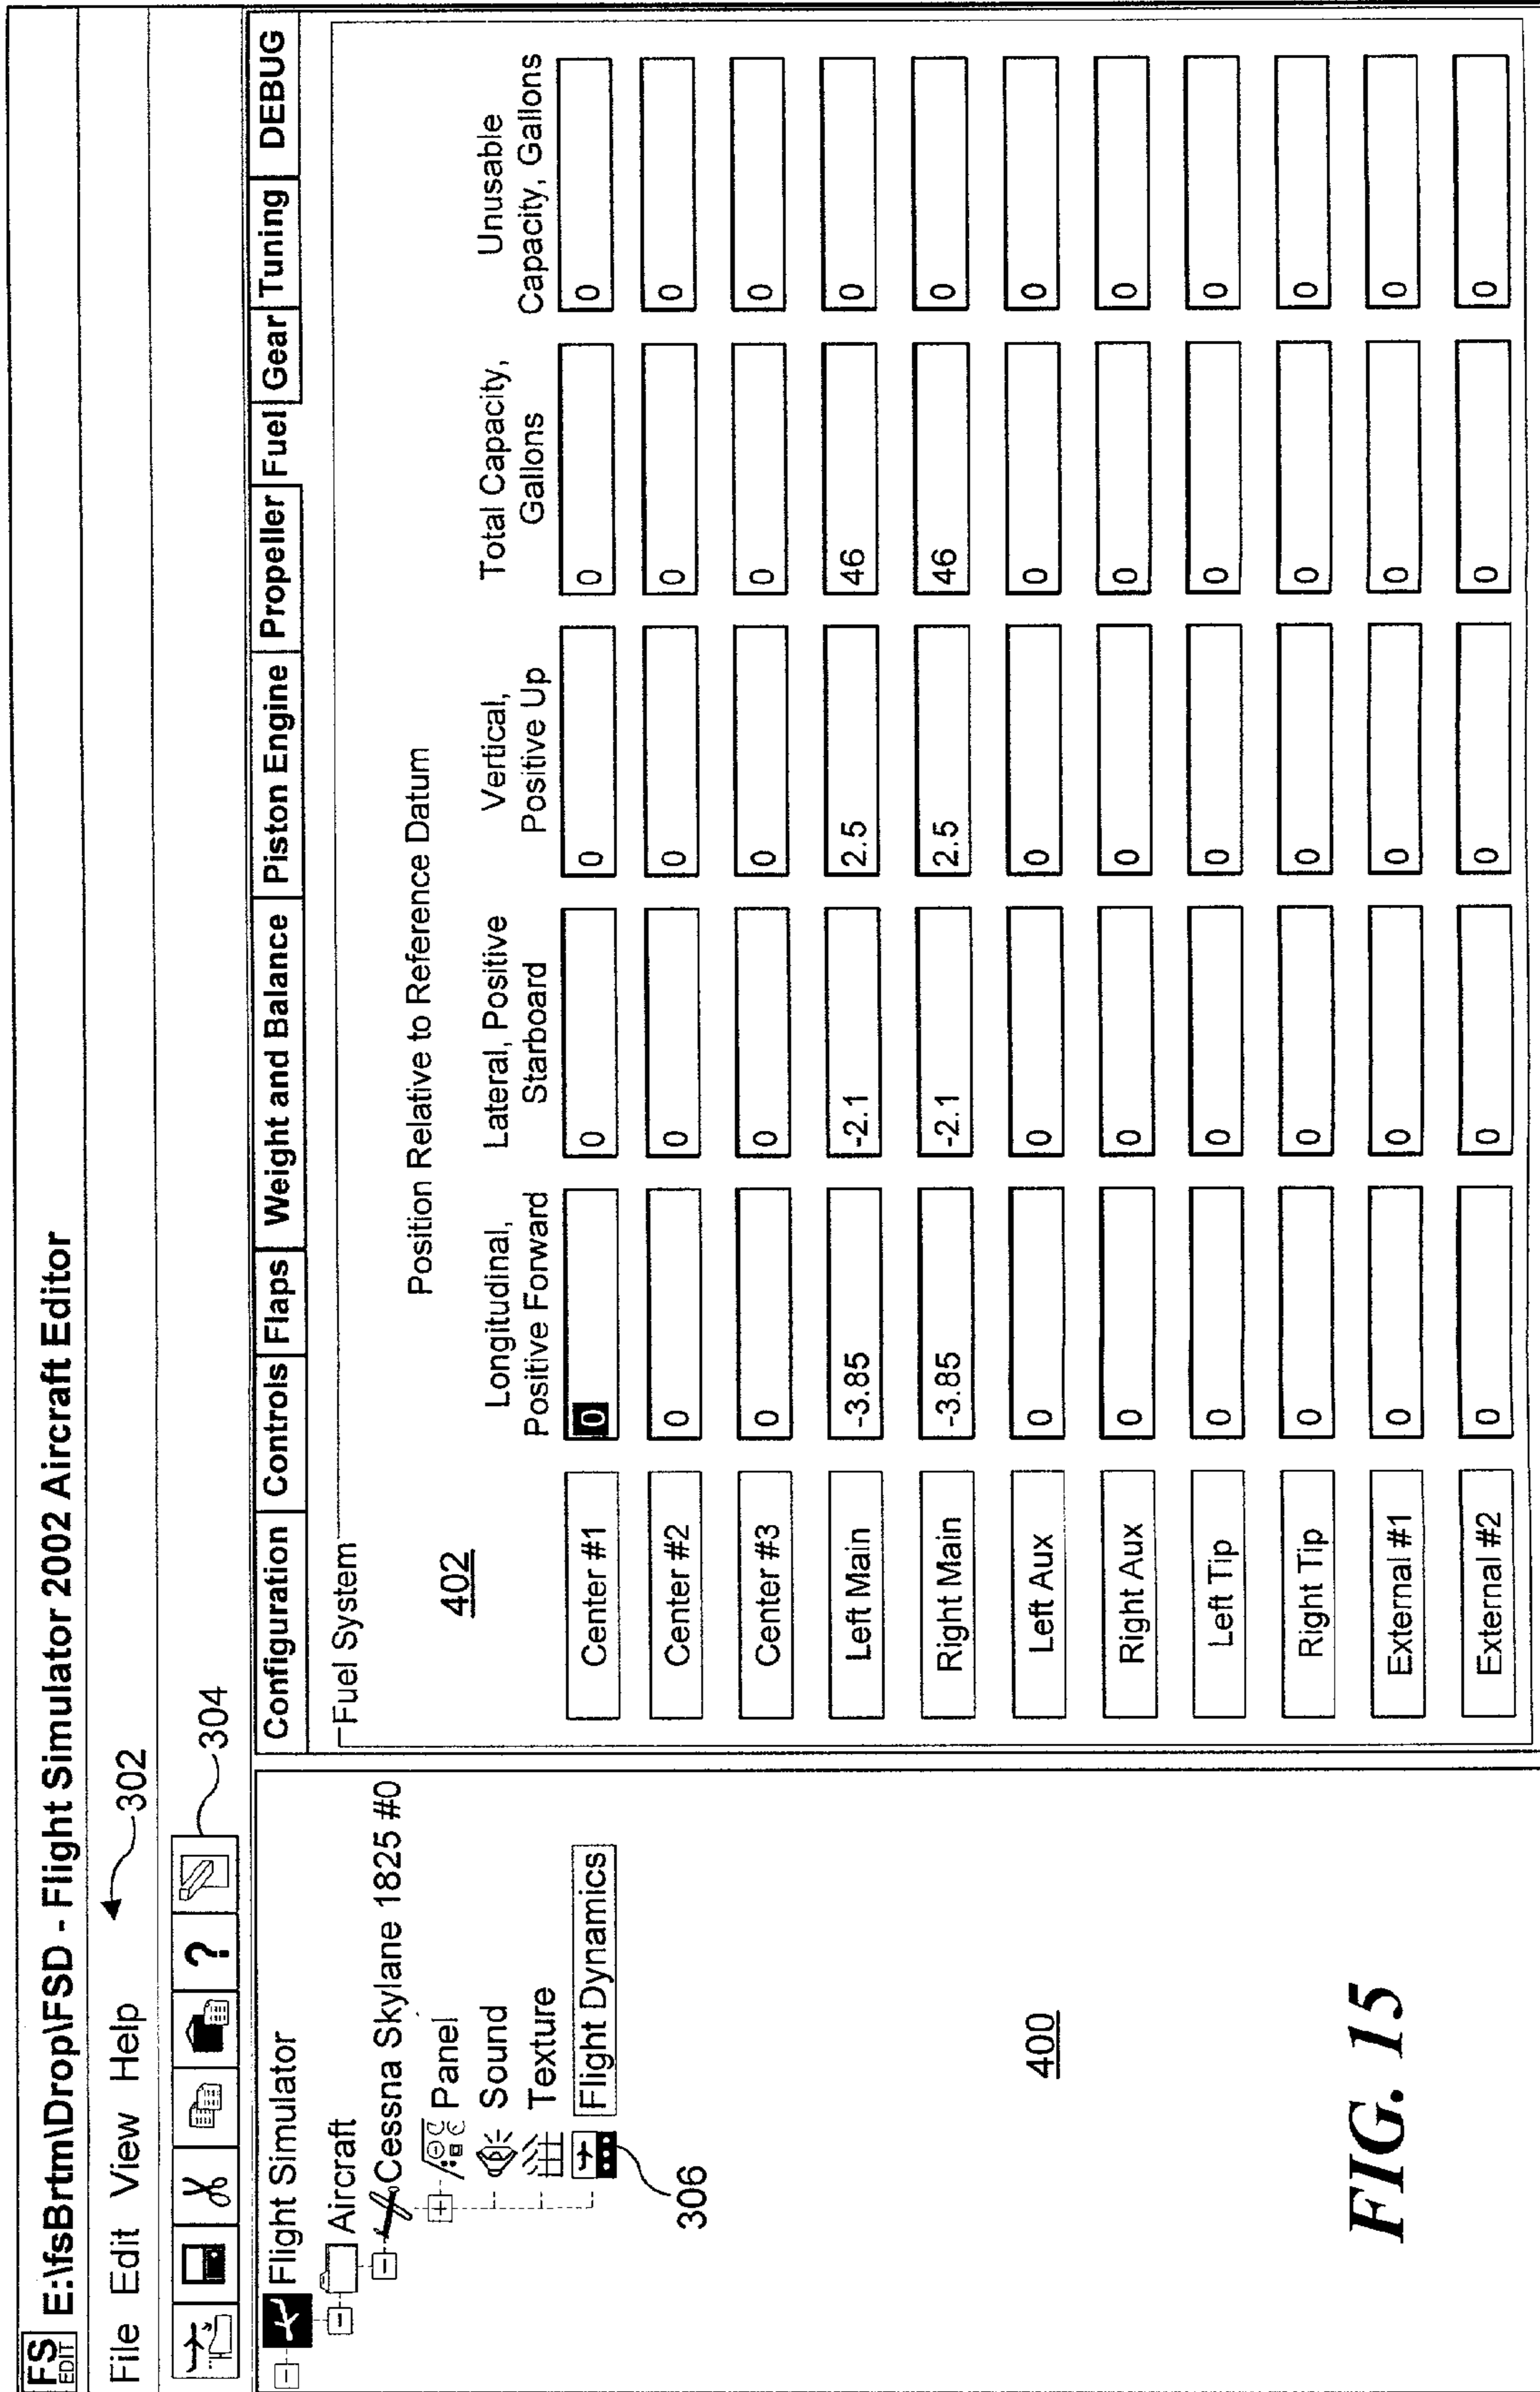 FS EDIT E:\fsBrtm\Drop\FSD - Flight Simulator 2002 Aircraft Editor
File Edit View Help
302
?
304
Flight Simulator
Aircraft
Cessna Skylane 1825 #0
Panel
Sound
Texture
Flight Dynamics
306
400
Configuration Controls Flaps Weight and Balance Piston Engine Propeller Fuel Gear Tuning DEBUG
Fuel System
402
Position Relative to Reference Datum
Longitudinal, Lateral, Positive Vertical, Total Capacity, Unusable
Positive Forward Starboard Positive Up Gallons Capacity, Gallons
Center #1 0 0 0 0 0
Center #2 0 0 0 0 0
Center #3 0 0 0 0 0
Left Main -3.85 -2.1 2.5 46 0
Right Main -3.85 -2.1 2.5 46 0
Left Aux 0 0 0 0 0
Right Aux 0 0 0 0 0
Left Tip 0 0 0 0 0
Right Tip 0 0 0 0 0
External #1 0 0 0 0 0
External #2 0 0 0 0 0
FIG. 15